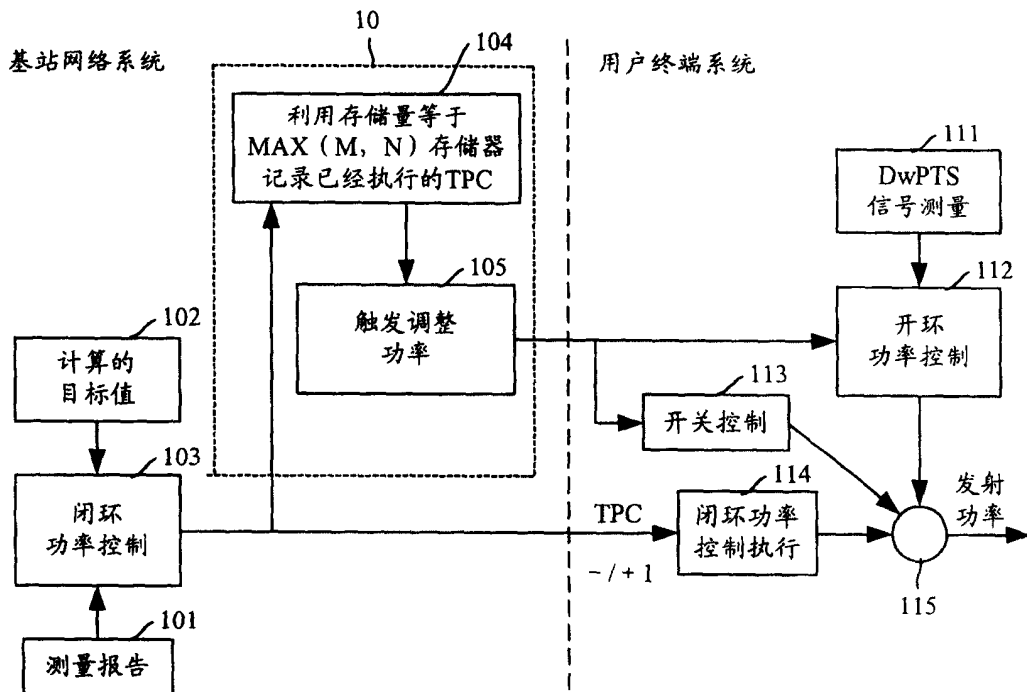 基站网络系统
10
104
用户终端系统
利用存储量等于
MAX（M，N）存储器
记录已经执行的TPC
111
DwPTS
信号测量
105
触发调整
功率
112
开环
功率控制
102
计算的
目标值
113
开关控制
103
闭环
功率控制
TPC
-/+1
114
闭环功率
控制执行
发射
功率
115
101
测量报告